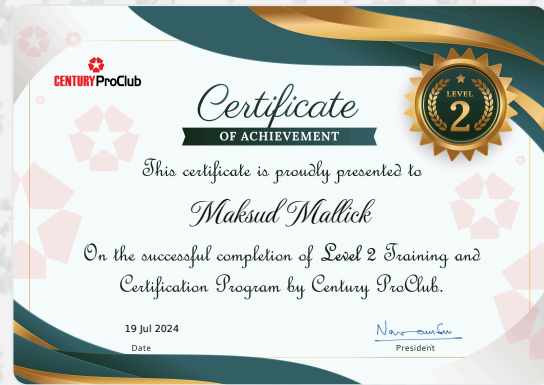 CENTURY ProClub
Certificate
OF ACHIEVEMENT
LEVEL
2
This certificate is proudly presented to
Maksud Mallick
On the successful completion of Level 2 Training and
Certification Program by Century ProClub.
19 Jul 2024
Date
President